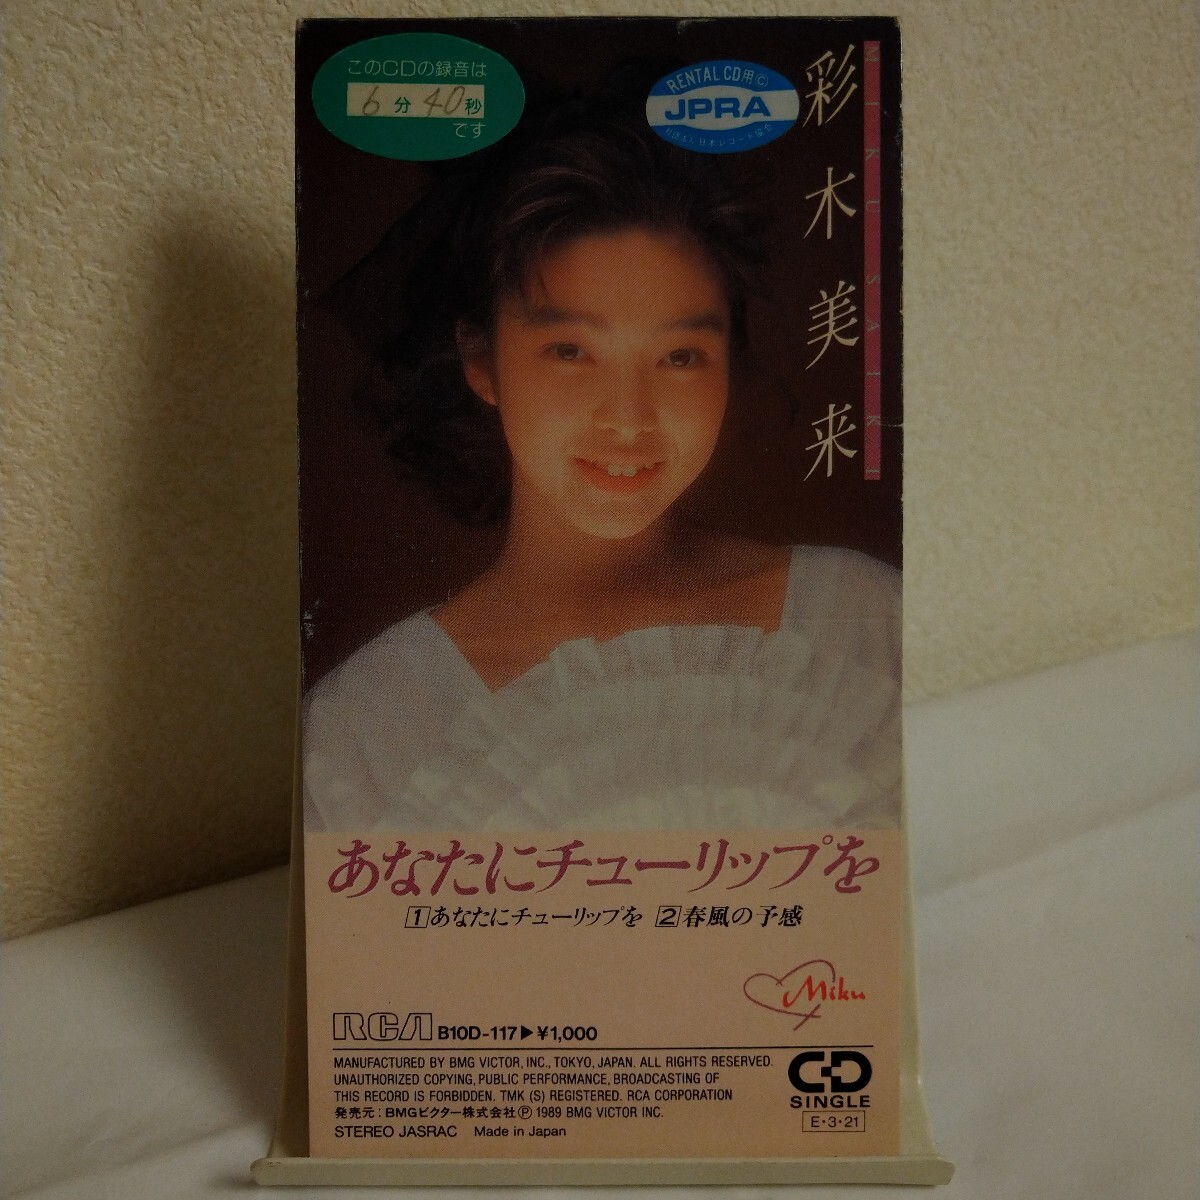 このCDの録音は
6分40秒
です
RENTAL CD用Ⓒ
JPRA
彩木美来
MIKU SAIKI
あなたにチューリップを
1 あなたにチューリップを 2 春風の予感
Miku
RCA B10D-117▶¥1,000
MANUFACTURED BY BMG VICTOR, INC., TOKYO, JAPAN. ALL RIGHTS RESERVED.
UNAUTHORIZED COPYING, PUBLIC PERFORMANCE, BROADCASTING OF
THIS RECORD IS FORBIDDEN. TMK (S) REGISTERED. RCA CORPORATION
発売元：BMGビクター株式会社 Ⓟ 1989 BMG VICTOR INC.
STEREO JASRAC Made in Japan
CD
SINGLE
E・3・21